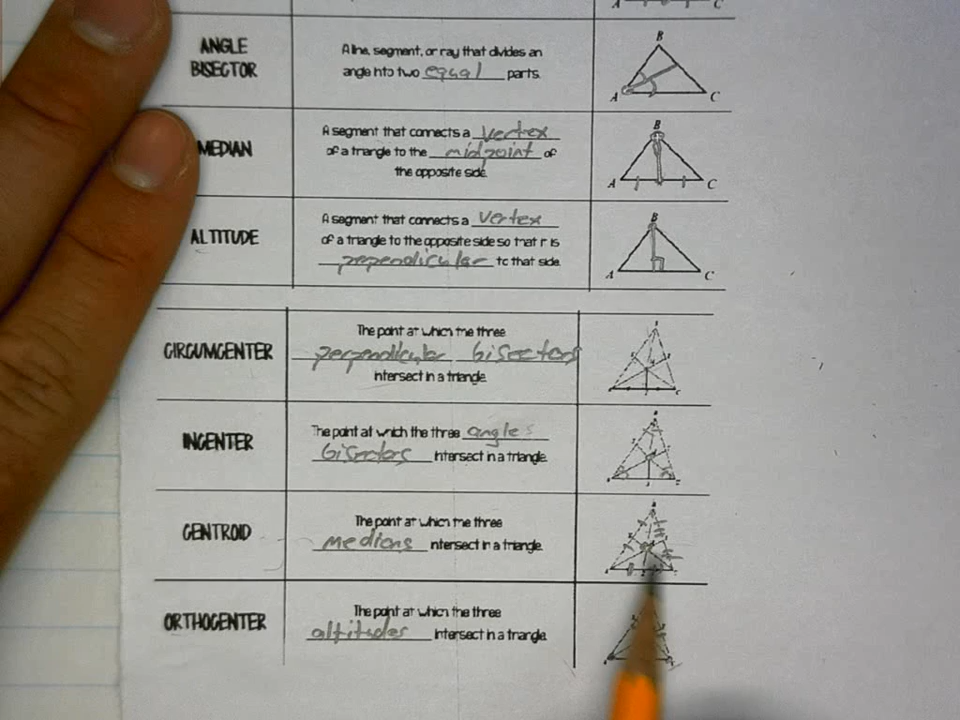 A C
ANGLE
BISECTOR
A line, segment, or ray that divides an
angle into two equal parts.
B
A C
MEDIAN
A segment that connects a vertex
of a triangle to the midpoint of
the opposite side.
B
A C
ALTITUDE
A segment that connects a vertex
of a triangle to the opposite side so that it is
perpendicular to that side.
B
A C
CIRCUMCENTER
The point at which the three
perpendicular bisectors
intersect in a triangle.
INCENTER
The point at which the three angles
bisectors intersect in a triangle.
CENTROID
The point at which the three
medians intersect in a triangle.
ORTHOGENTER
The point at which the three
altitudes intersect in a triangle.